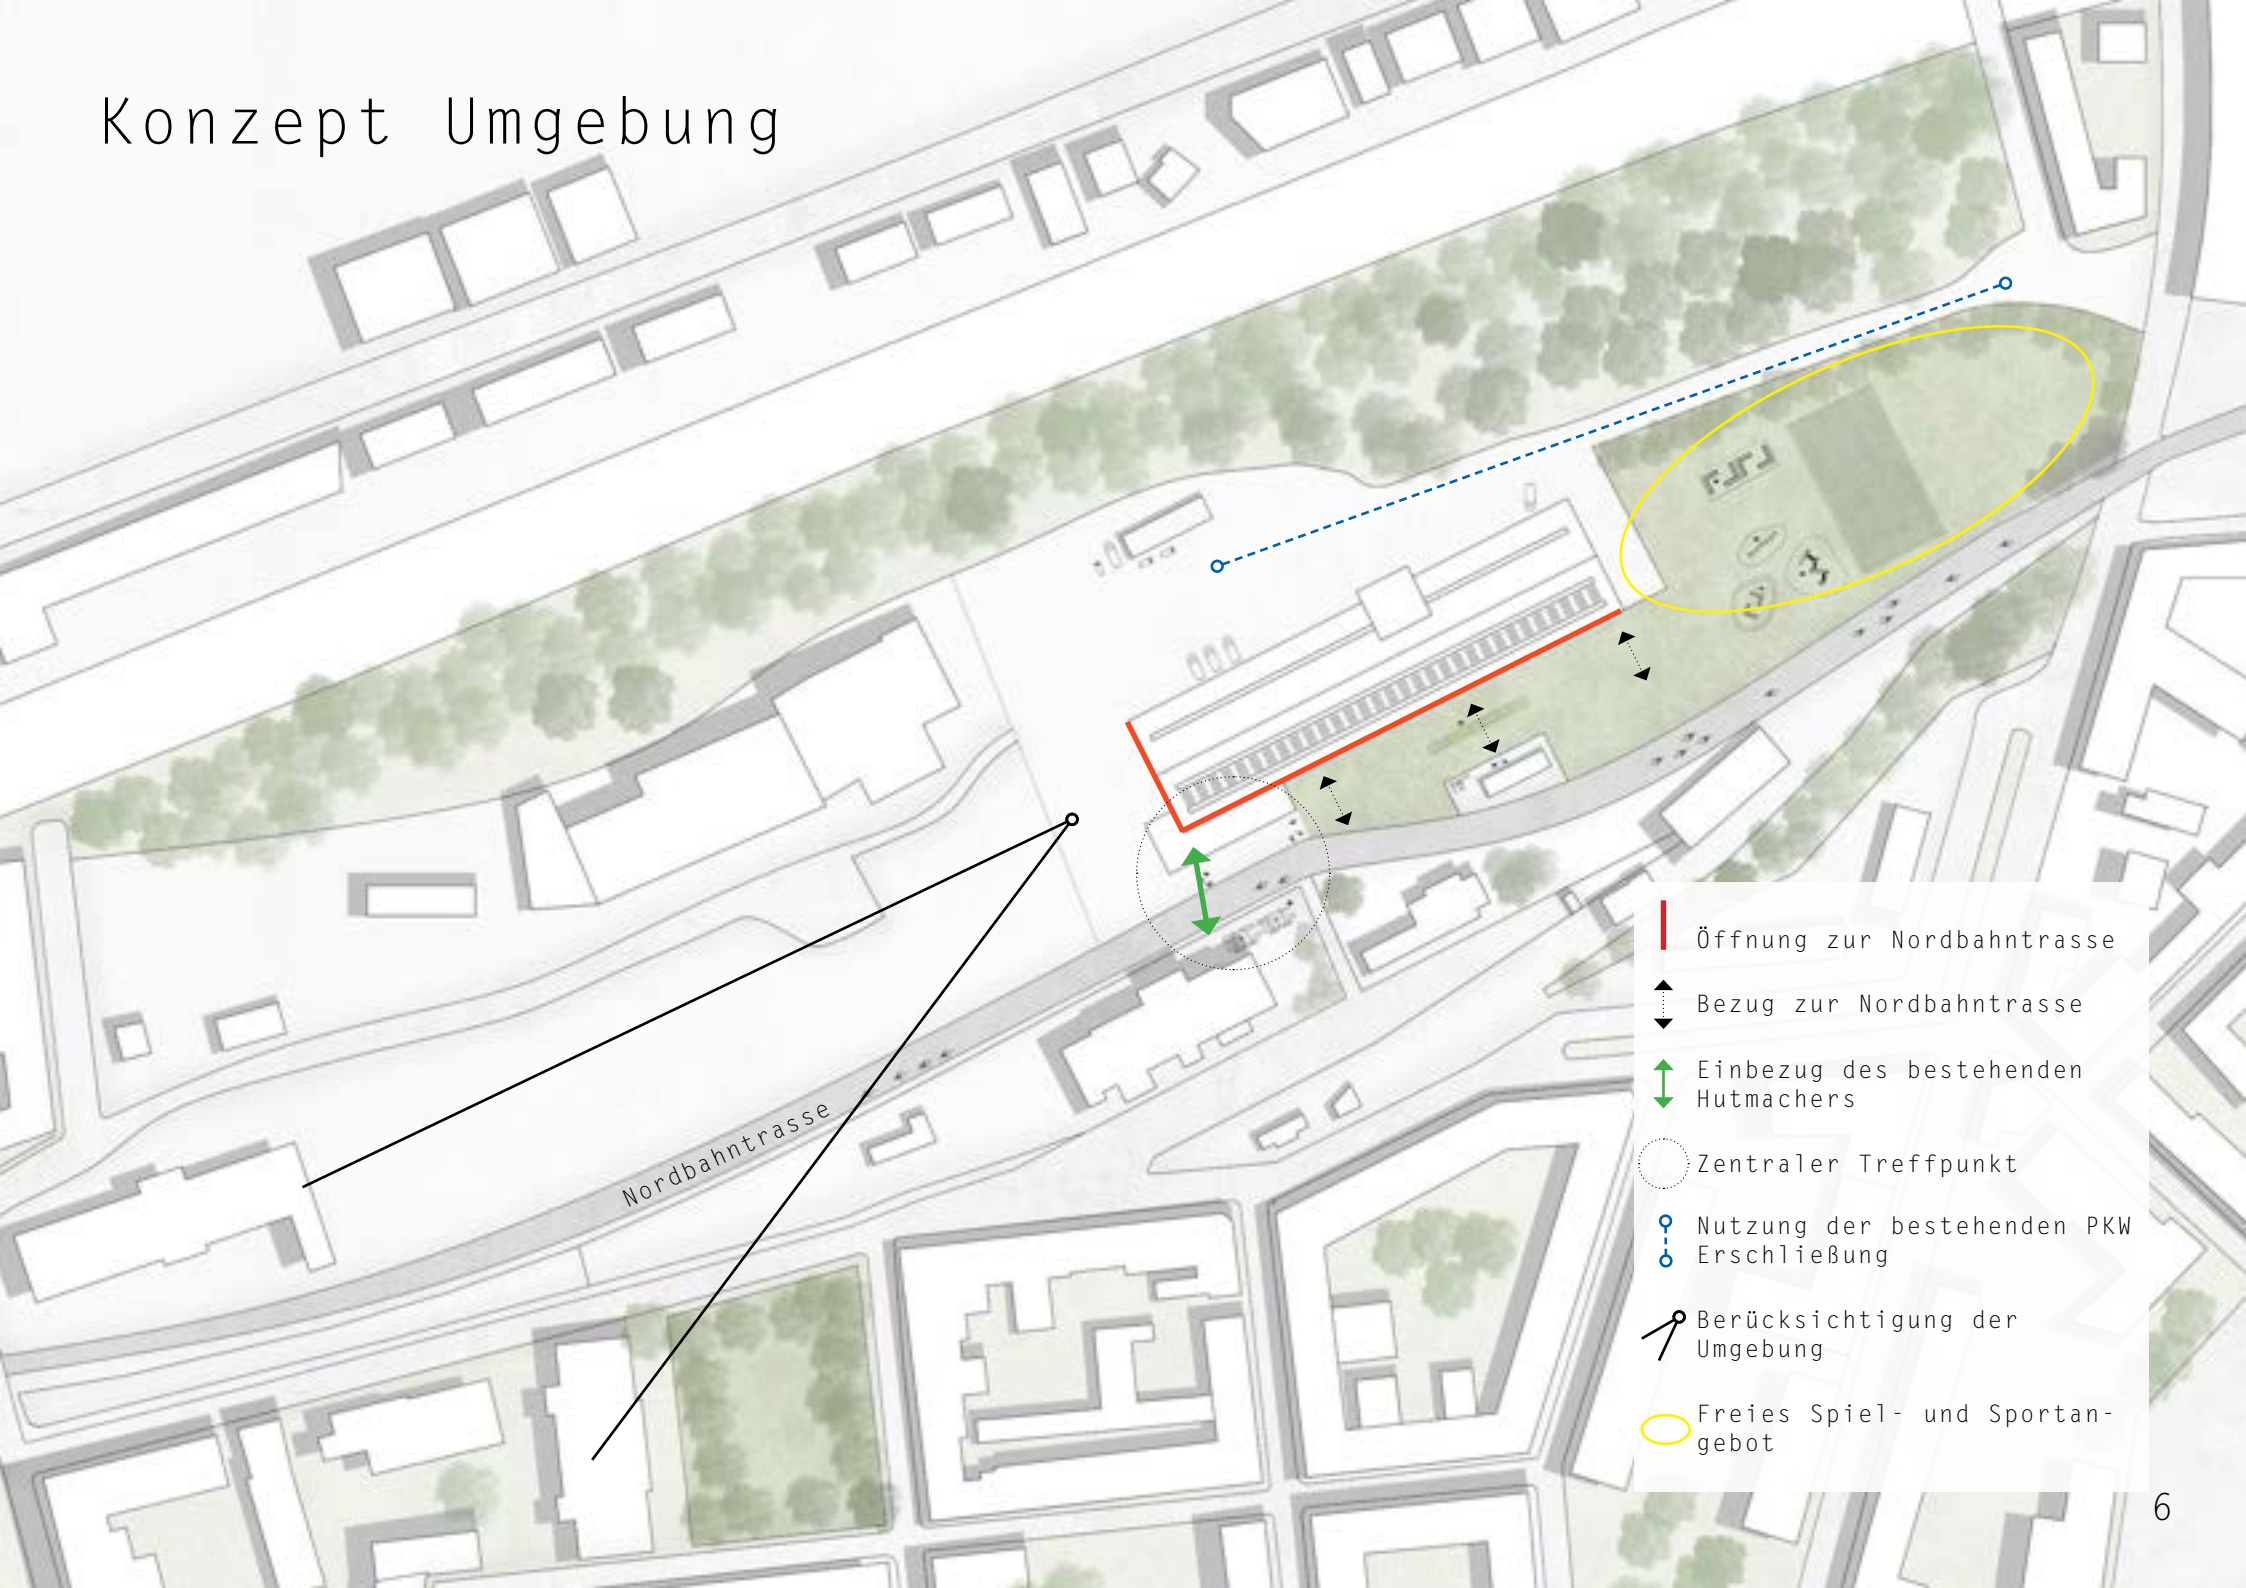 Konzept Umgebung
Nordbahntrasse
Öffnung zur Nordbahntrasse
Bezug zur Nordbahntrasse
Einbezug des bestehenden
Hutmachers
Zentraler Treffpunkt
Nutzung der bestehenden PKW
Erschließung
Berücksichtigung der
Umgebung
Freies Spiel- und Sportan-
gebot
6